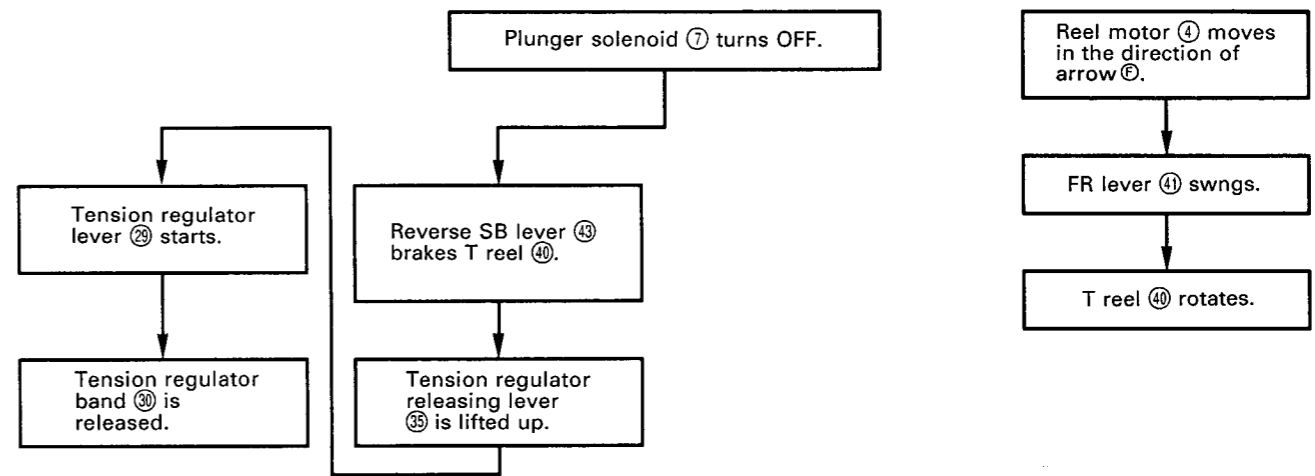 Plunger solenoid ⑦ turns OFF.
Reverse SB lever ㊸
brakes T reel ㊵.
Tension regulator
releasing lever
㉟ is lifted up.
Tension regulator
lever ㉙ starts.
Tension regulator
band ㉚ is
released.
Reel motor ④ moves
in the direction of
arrow Ⓕ.
FR lever ㊶ swngs.
T reel ㊵ rotates.